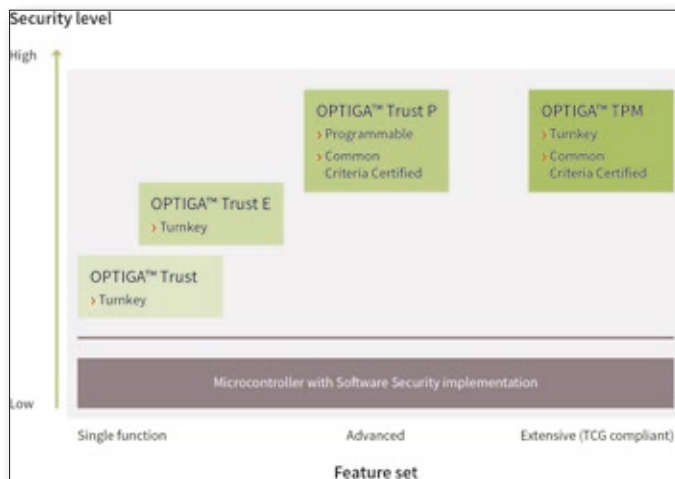 Security level
High
OPTIGA™ Trust P
› Programmable
› Common
Criteria Certified
OPTIGA™ TPM
› Turnkey
› Common
Criteria Certified
OPTIGA™ Trust E
› Turnkey
OPTIGA™ Trust
› Turnkey
Microcontroller with Software Security implementation
Low
Single function
Advanced
Extensive (TCG compliant)
Feature set